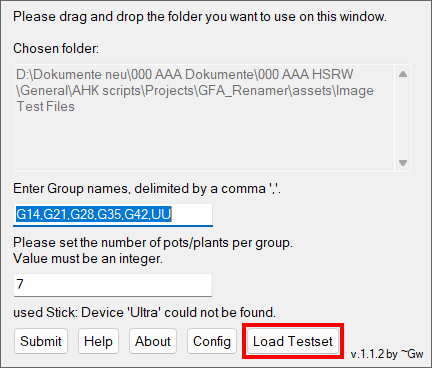 Please drag and drop the folder you want to use on this window.
Chosen folder:
D:\Dokumente neu\000 AAA Dokumente\000 AAA HSRW
\General\AHK scripts\Projects\GFA_Renamer\assets\Image
Test Files
Enter Group names, delimited by a comma ','.
G14,G21,G28,G35,G42,UU
Please set the number of pots/plants per group.
Value must be an integer.
7
used Stick: Device 'Ultra' could not be found.
Submit Help About Config Load Testset
v.1.1.2 by ~Gw